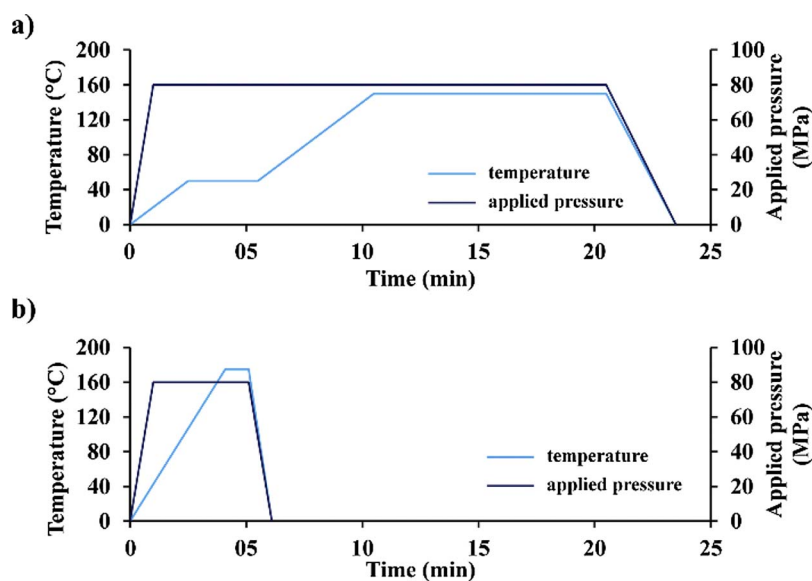 a)
200
160
120
80
40
0
Temperature (°C)
100
80
60
40
20
0
Applied pressure
(MPa)
temperature
applied pressure
0
05
10
15
20
25
Time (min)
b)
200
160
120
80
40
0
Temperature (°C)
100
80
60
40
20
0
Applied pressure
(MPa)
temperature
applied pressure
0
05
10
15
20
25
Time (min)